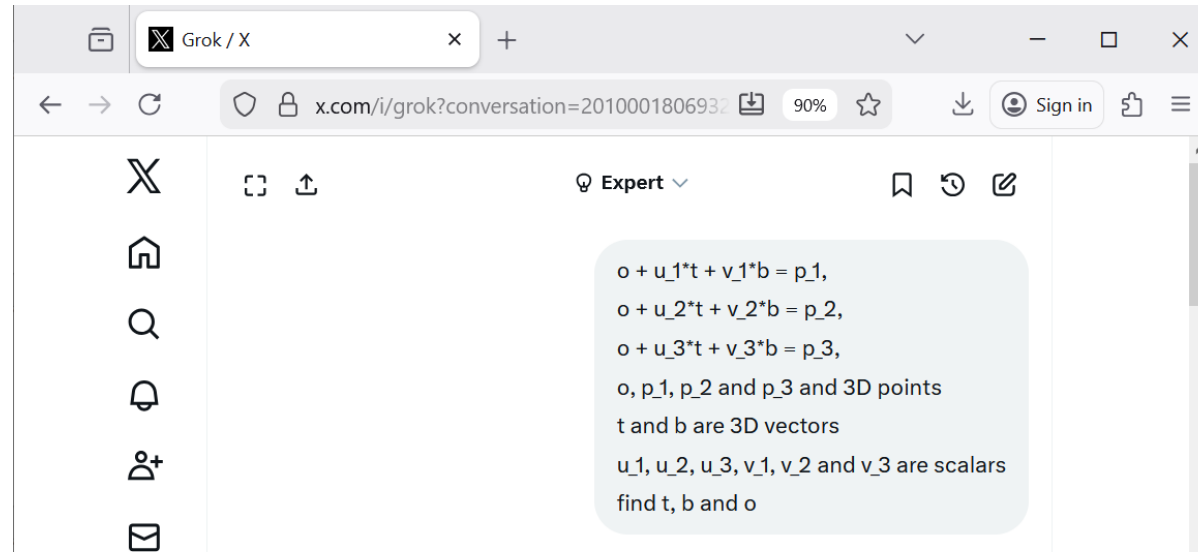 Grok / X
x.com/i/grok?conversation=2010001806932
90%
Sign in
Expert
o + u_1*t + v_1*b = p_1,
o + u_2*t + v_2*b = p_2,
o + u_3*t + v_3*b = p_3,
o, p_1, p_2 and p_3 and 3D points
t and b are 3D vectors
u_1, u_2, u_3, v_1, v_2 and v_3 are scalars
find t, b and o